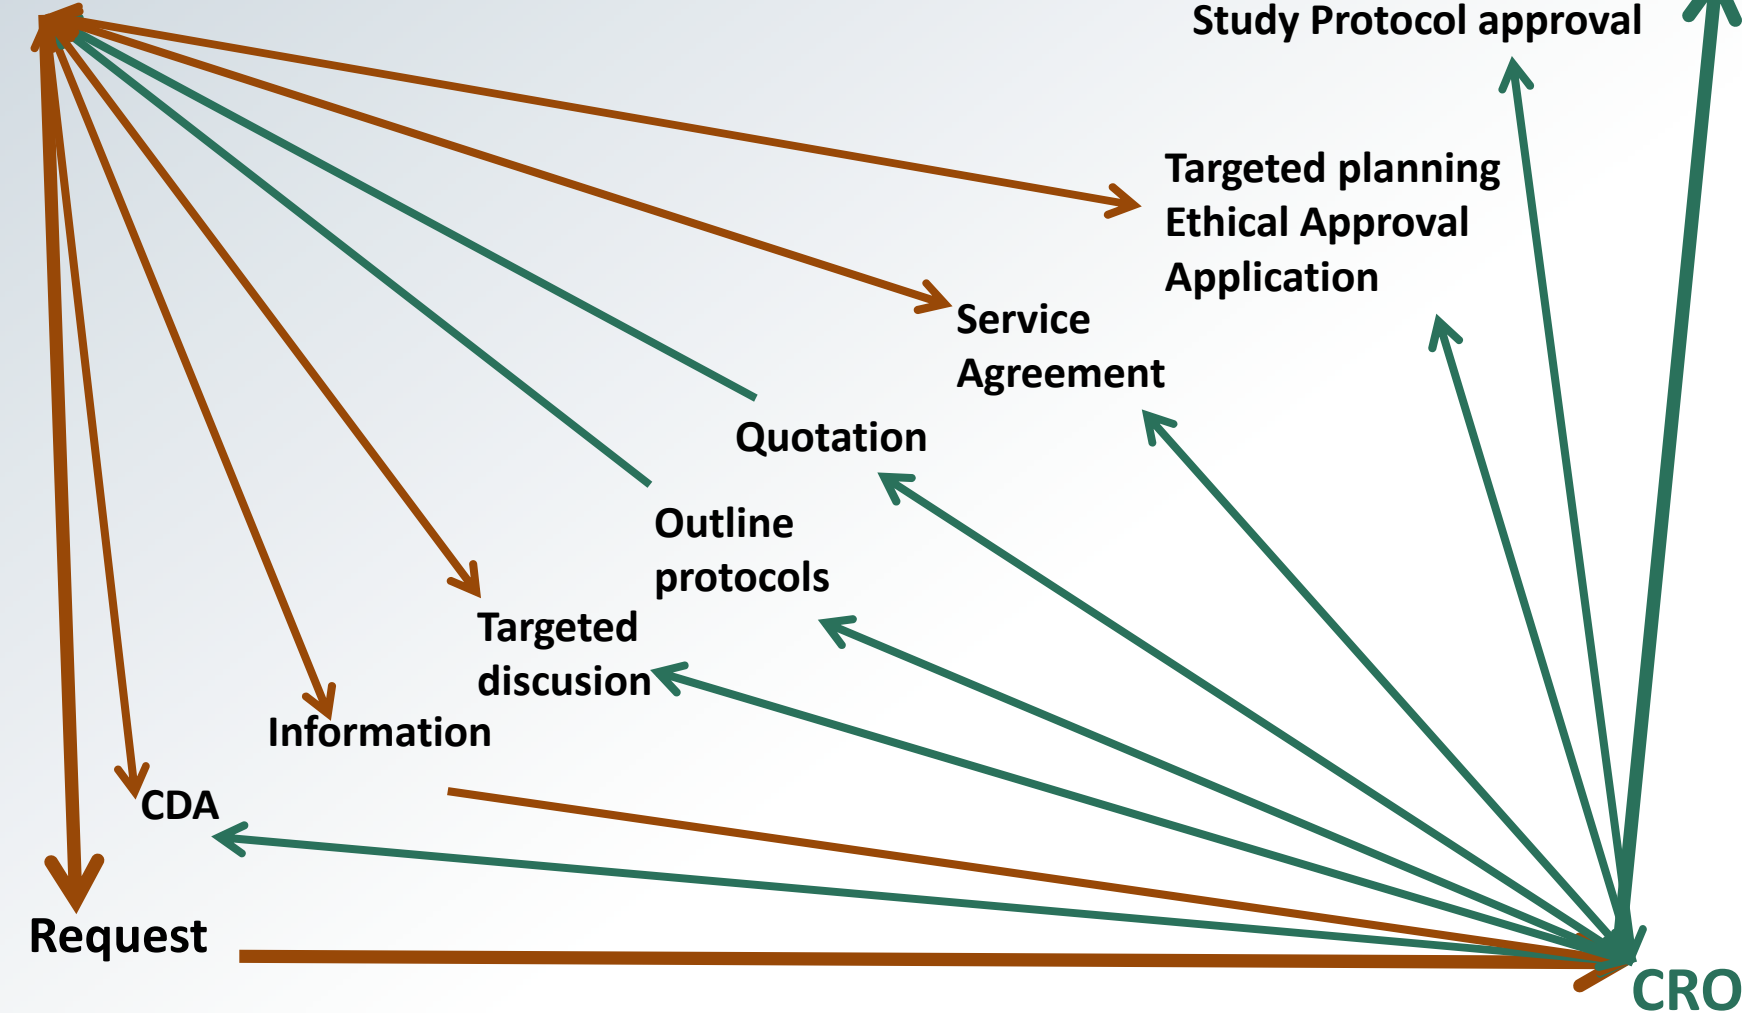 Study Protocol approval
Targeted planning
Ethical Approval
Application
Service
Agreement
Quotation
Outline
protocols
Targeted
discusion
Information
CDA
Request
CRO